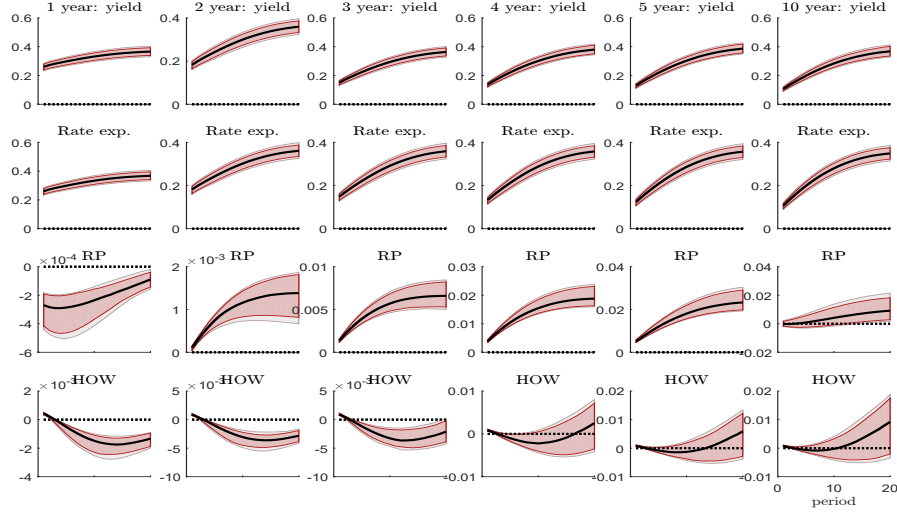 1 year: yield 2 year: yield 3 year: yield 4 year: yield 5 year: yield 10 year: yield
0.6 0.4 0.6 0.6 0.6 0.6
0.4 0.4 0.4 0.4 0.4
0.2 0.2 0.2 0.2 0.2 0.2
0 0 0 0 0 0
Rate exp. Rate exp. Rate exp. Rate exp. Rate exp. Rate exp.
0.6 0.4 0.4 0.4 0.4 0.4
0.4
0.2 0.2 0.2 0.2 0.2 0.2
0 0 0 0 0 0
× 10⁻⁴ RP × 10⁻³ RP RP RP RP RP
0 2 0.01 0.03 0.04 0.04
-2 1 0.005 0.02 0.02 0.02
-4 0.01 0
-6 0 0 0 0 -0.02
× 10⁻³ HOW × 10⁻³ HOW × 10⁻³ HOW HOW HOW HOW
2 5 5 0.01 0.02 0.02
0 0 0 0 0.01 0.01
-2 -5 -5 0 0
-4 -10 -10 -0.01 -0.01 -0.01
0 10 20
period